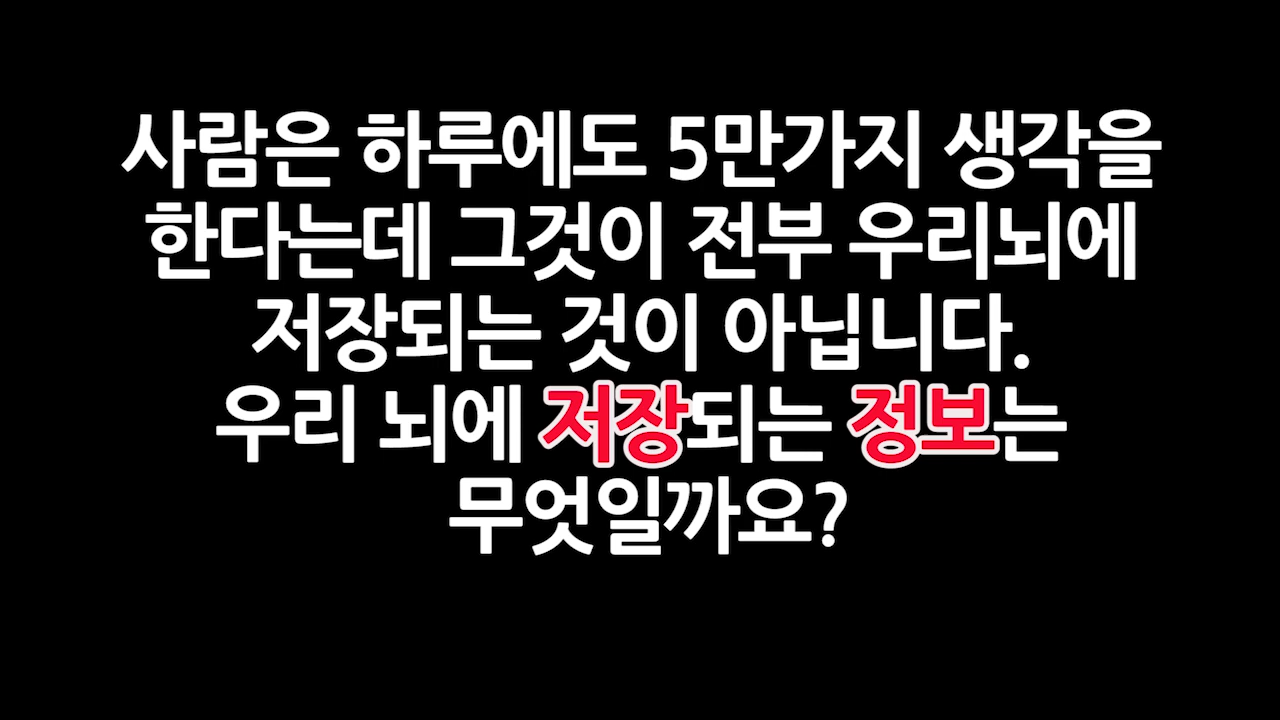 사람은 하루에도 5만가지 생각을
한다는데 그것이 전부 우리뇌에
저장되는 것이 아닙니다.
우리 뇌에 저장되는 정보는
무엇일까요?